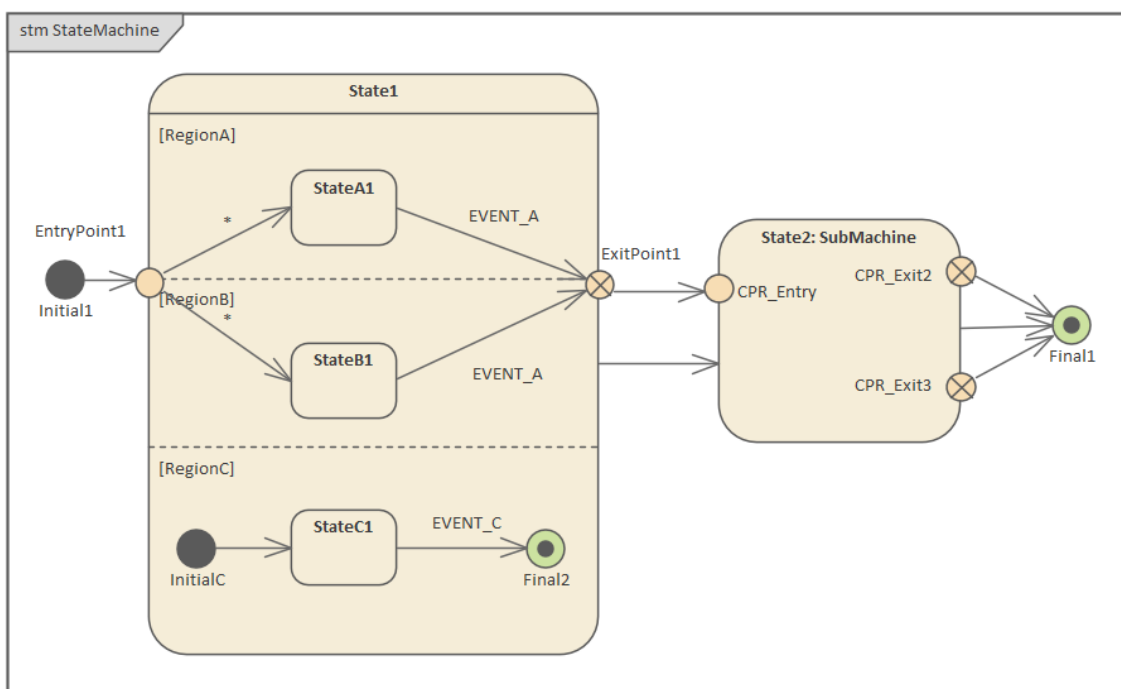 stm StateMachine
State1
[RegionA]
StateA1
*
EVENT_A
EntryPoint1
ExitPoint1
State2: SubMachine
CPR_Exit2
CPR_Entry
Initial1
[RegionB]
*
StateB1
EVENT_A
Final1
CPR_Exit3
[RegionC]
StateC1
EVENT_C
InitialC
Final2